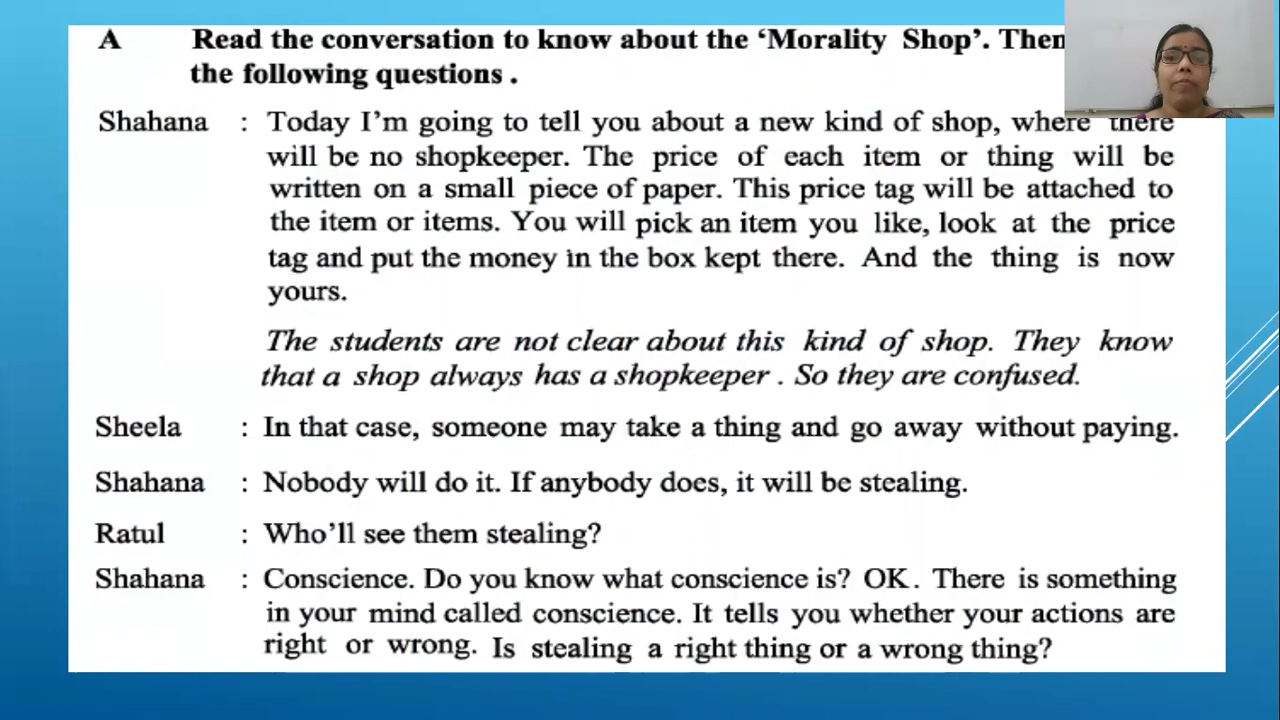 A Read the conversation to know about the ‘Morality Shop’. Then
the following questions .
Shahana : Today I’m going to tell you about a new kind of shop, where there
will be no shopkeeper. The price of each item or thing will be
written on a small piece of paper. This price tag will be attached to
the item or items. You will pick an item you like, look at the price
tag and put the money in the box kept there. And the thing is now
yours.
The students are not clear about this kind of shop. They know
that a shop always has a shopkeeper . So they are confused.
Sheela : In that case, someone may take a thing and go away without paying.
Shahana : Nobody will do it. If anybody does, it will be stealing.
Ratul : Who’ll see them stealing?
Shahana : Conscience. Do you know what conscience is? OK. There is something
in your mind called conscience. It tells you whether your actions are
right or wrong. Is stealing a right thing or a wrong thing?